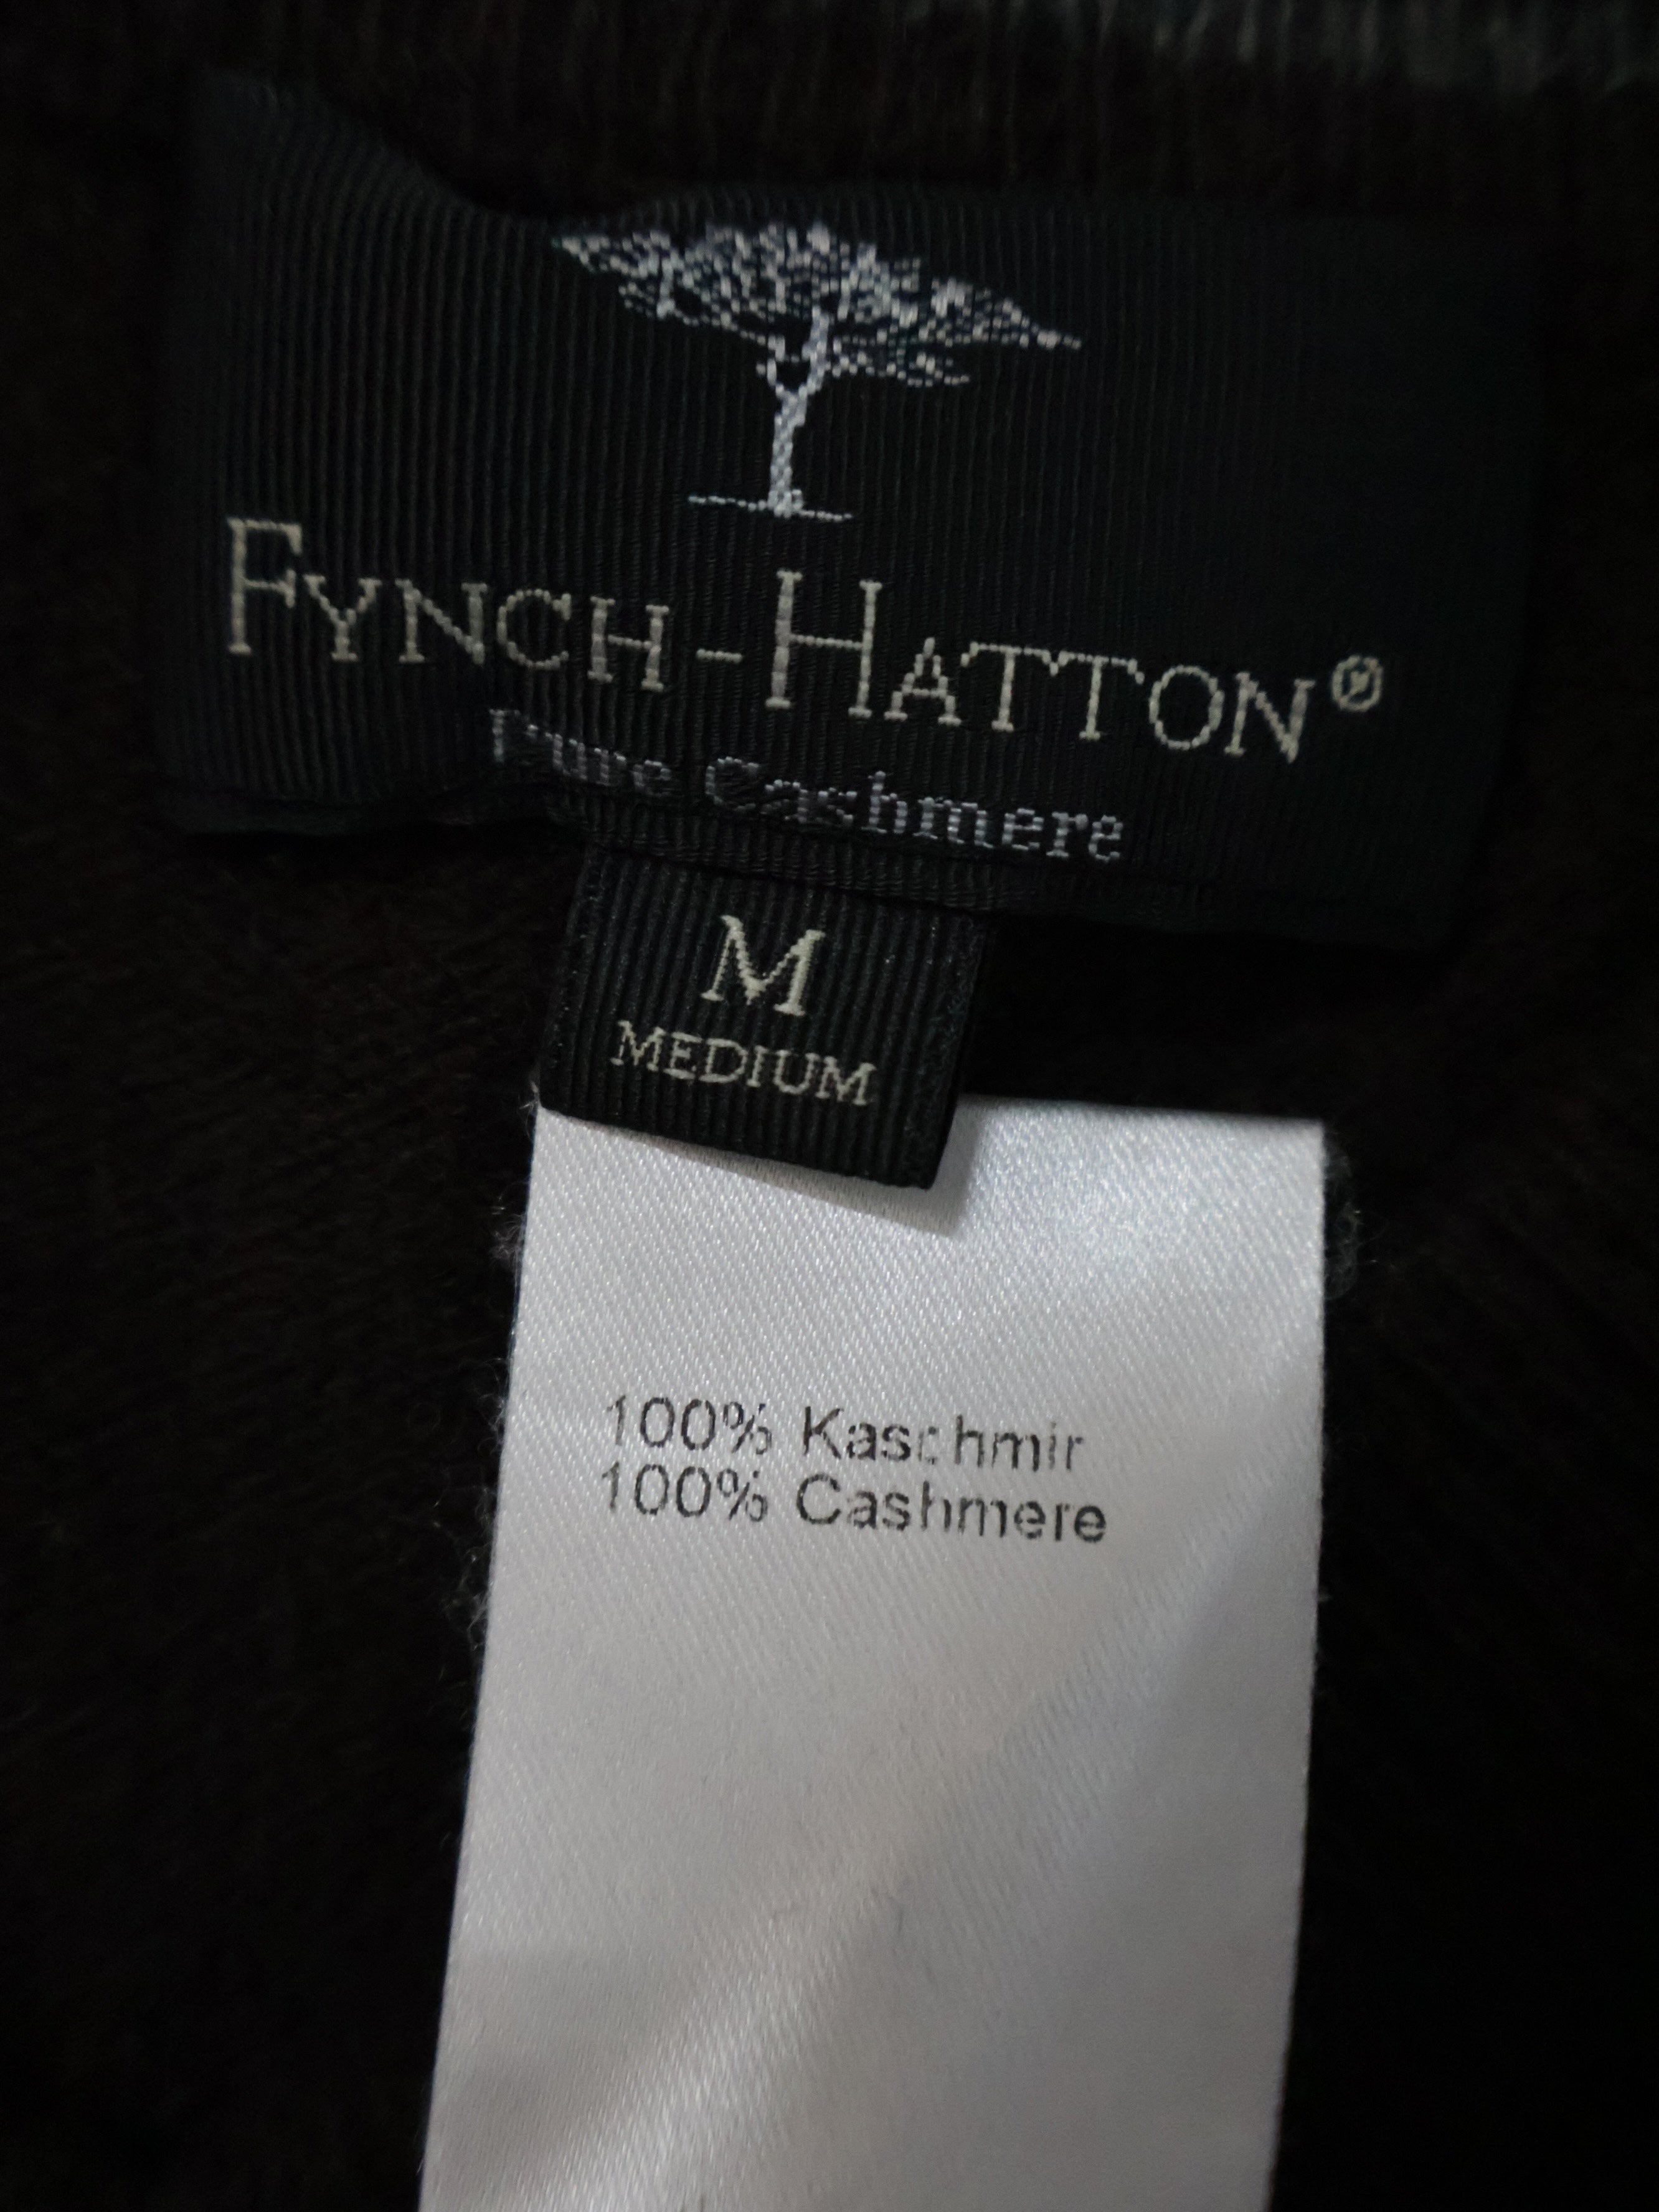 FYNCH-HATTON®
Pure Cashmere
M
MEDIUM
100% Kaschmir
100% Cashmere